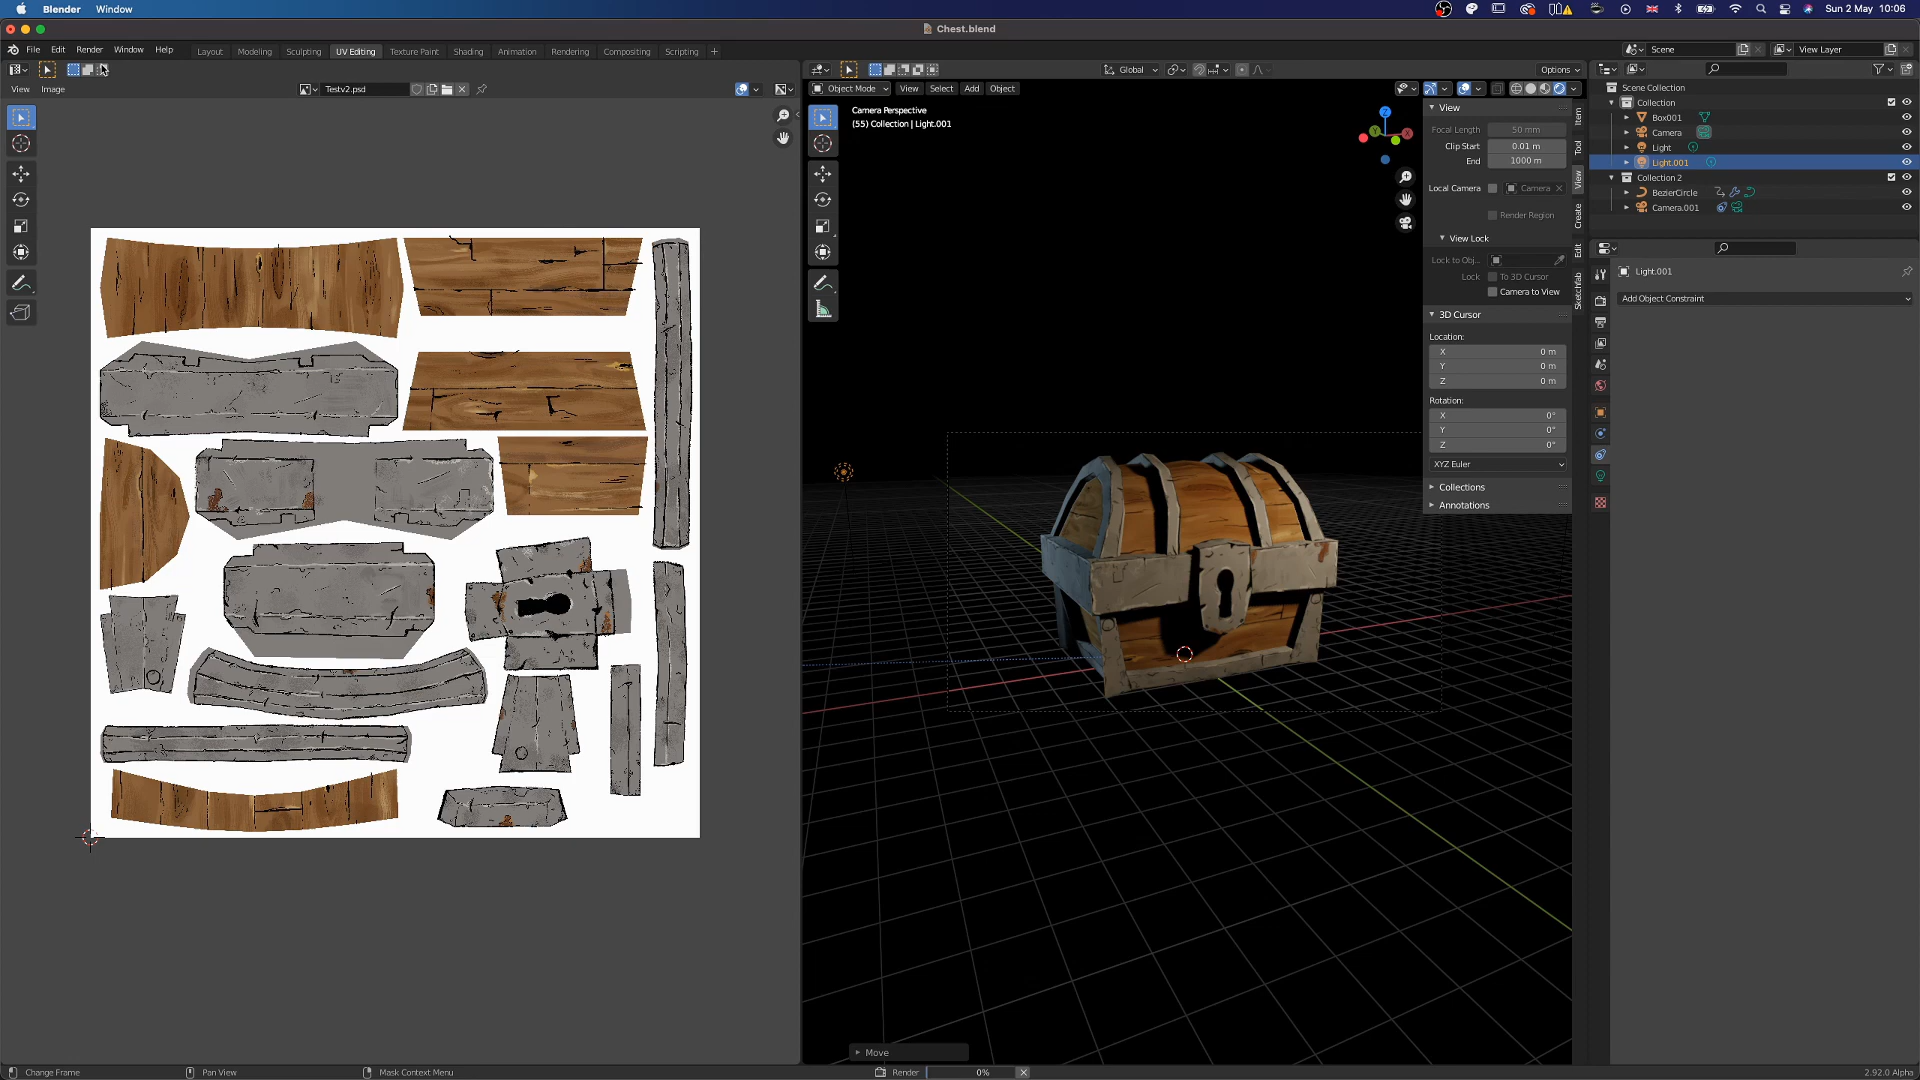 Blender Window Sun 2 May 10:06
Chest.blend
File Edit Render Window Help Layout Modeling Sculpting UV Editing Texture Paint Shading Animation Rendering Compositing Scripting + Scene View Layer
Global Options
View Image Testv2.psd Object Mode View Select Add Object
Scene Collection
Collection
Box001
Camera
Light
Light.001
Collection 2
BezierCircle
Camera.001
Camera Perspective
(55) Collection | Light.001
View
Focal Length 50 mm
Clip Start 0.01 m
End 1000 m
Local Camera Camera
Render Region
View Lock
Lock to Obj...
Lock To 3D Cursor
Camera to View
3D Cursor
Location:
X 0 m
Y 0 m
Z 0 m
Rotation:
X 0°
Y 0°
Z 0°
XYZ Euler
Collections
Annotations
Item
Tool
View
Create
Edit
Sketchfab
Light.001
Add Object Constraint
Move
Change Frame Pan View Mask Context Menu Render 0% 2.92.0 Alpha